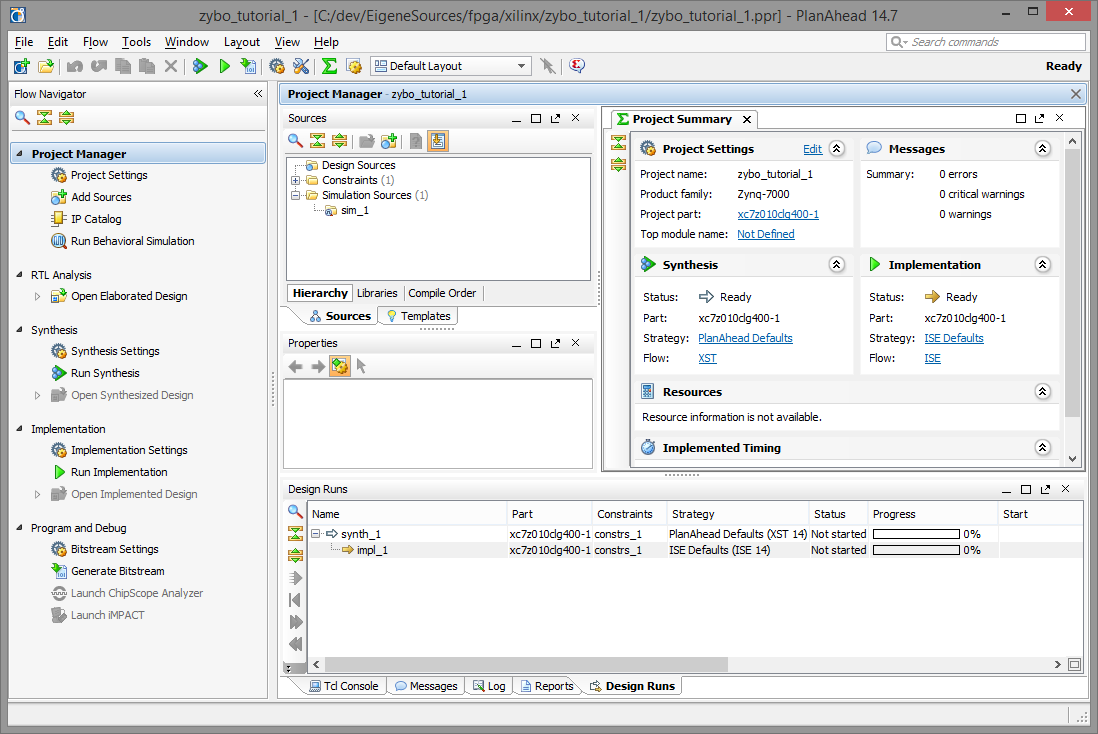 zybo_tutorial_1 - [C:/dev/EigeneSources/fpga/xilinx/zybo_tutorial_1/zybo_tutorial_1.ppr] - PlanAhead 14.7
File Edit Flow Tools Window Layout View Help
Search commands
Default Layout
Ready
Flow Navigator
Project Manager
Project Settings
Add Sources
IP Catalog
Run Behavioral Simulation
RTL Analysis
Open Elaborated Design
Synthesis
Synthesis Settings
Run Synthesis
Open Synthesized Design
Implementation
Implementation Settings
Run Implementation
Open Implemented Design
Program and Debug
Bitstream Settings
Generate Bitstream
Launch ChipScope Analyzer
Launch iMPACT
Project Manager - zybo_tutorial_1
Sources
Design Sources
Constraints (1)
Simulation Sources (1)
sim_1
Hierarchy Libraries Compile Order
Sources Templates
Properties
Project Summary
Project Settings Edit
Project name: zybo_tutorial_1
Product family: Zynq-7000
Project part: xc7z010clg400-1
Top module name: Not Defined
Messages
Summary: 0 errors
0 critical warnings
0 warnings
Synthesis
Status: Ready
Part: xc7z010clg400-1
Strategy: PlanAhead Defaults
Flow: XST
Implementation
Status: Ready
Part: xc7z010clg400-1
Strategy: ISE Defaults
Flow: ISE
Resources
Resource information is not available.
Implemented Timing
Design Runs
Name Part Constraints Strategy Status Progress Start
synth_1 xc7z010clg400-1 constrs_1 PlanAhead Defaults (XST 14) Not started 0%
impl_1 xc7z010clg400-1 constrs_1 ISE Defaults (ISE 14) Not started 0%
Tcl Console Messages Log Reports Design Runs